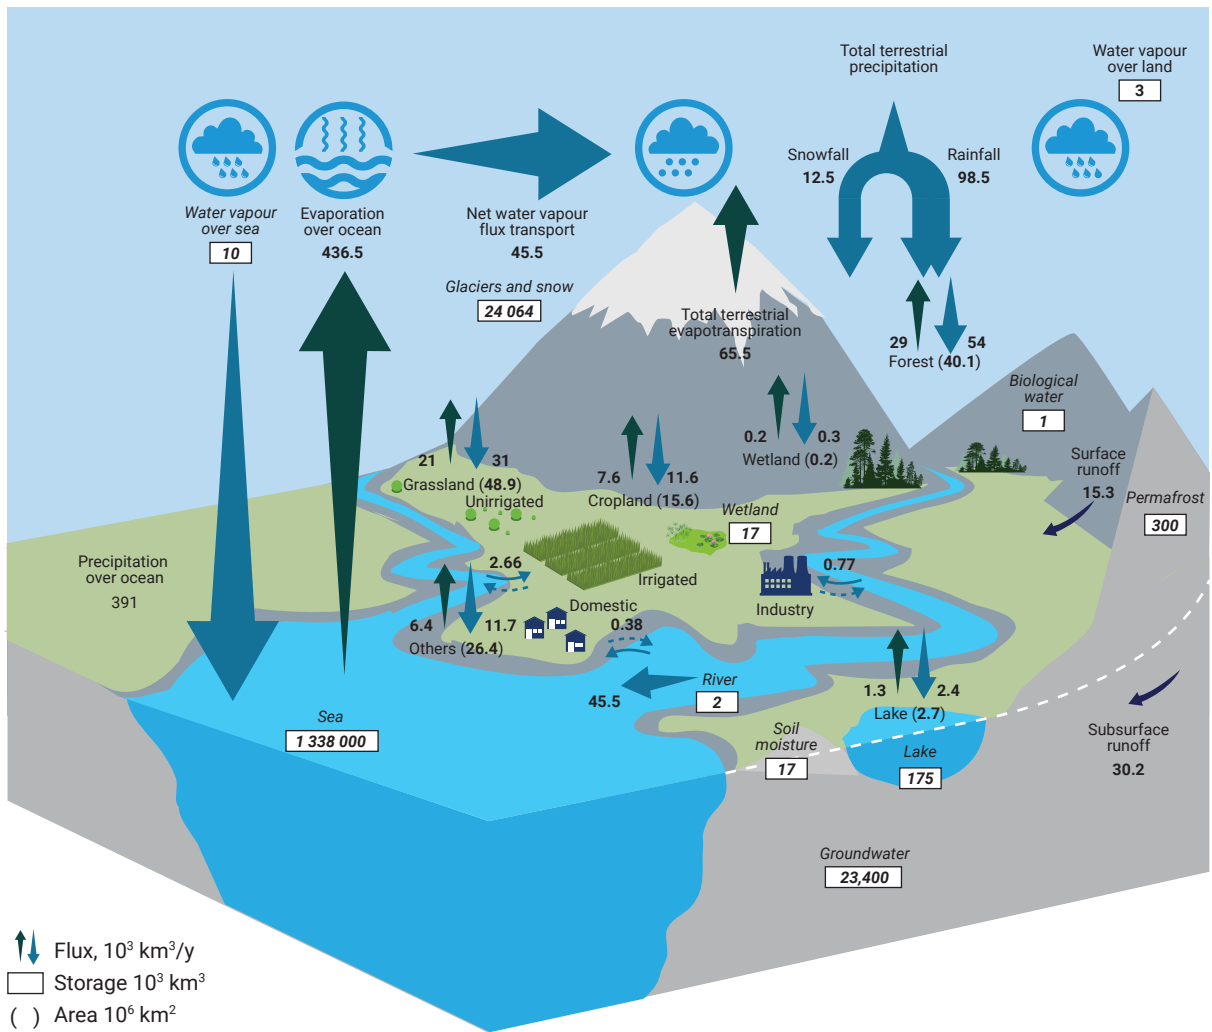 Total terrestrial
precipitation
Water vapour
over land
3
Snowfall
12.5
Rainfall
98.5
Water vapour
over sea
10
Evaporation
over ocean
436.5
Net water vapour
flux transport
45.5
Glaciers and snow
24 064
Total terrestrial
evapotranspiration
65.5
29
54
Forest (40.1)
Biological
water
1
0.2
0.3
Wetland (0.2)
21
31
Grassland (48.9)
Unirrigated
7.6
11.6
Cropland (15.6)
Surface
runoff
15.3
Permafrost
300
Wetland
17
Precipitation
over ocean
391
2.66
Irrigated
0.77
Industry
Domestic
0.38
6.4
11.7
Others (26.4)
45.5
River
2
1.3
2.4
Lake (2.7)
Sea
1 338 000
Soil
moisture
17
Lake
175
Subsurface
runoff
30.2
Groundwater
23,400
Flux, 10³ km³/y
Storage 10³ km³
( ) Area 10⁶ km²